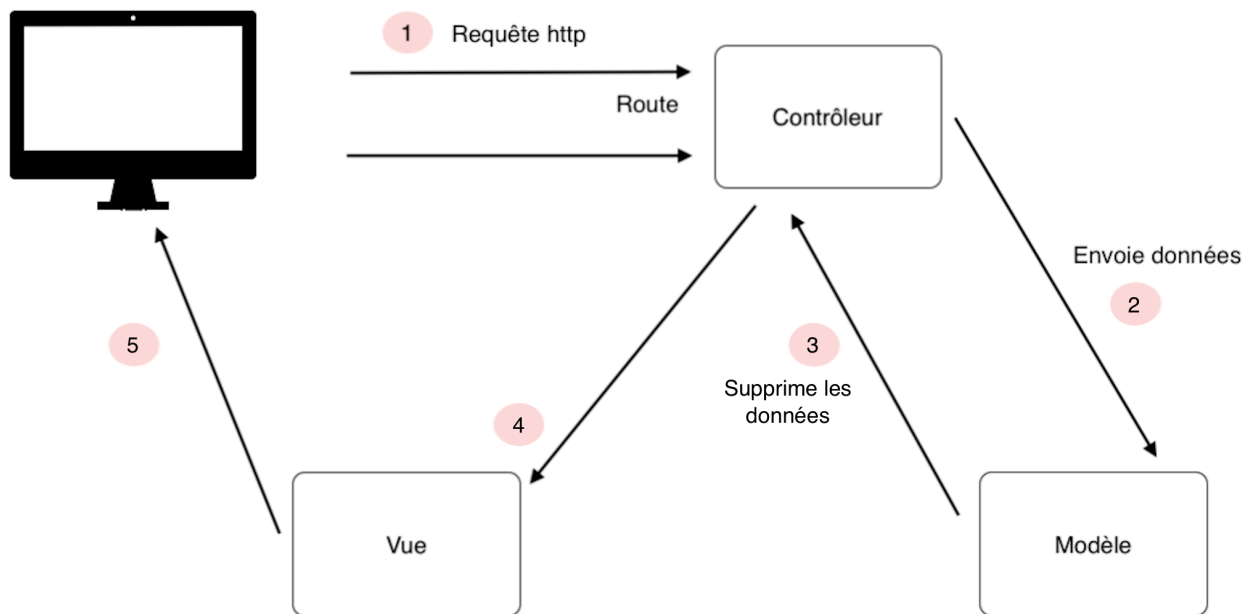 1
Requête http
Route
Contrôleur
Envoie données
2
3
Supprime les
données
5
4
Vue
Modèle